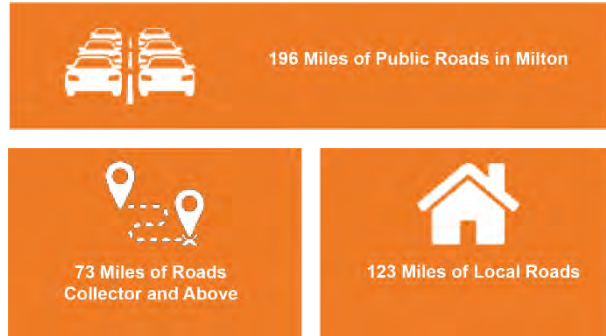 196 Miles of Public Roads in Milton
73 Miles of Roads
Collector and Above
123 Miles of Local Roads